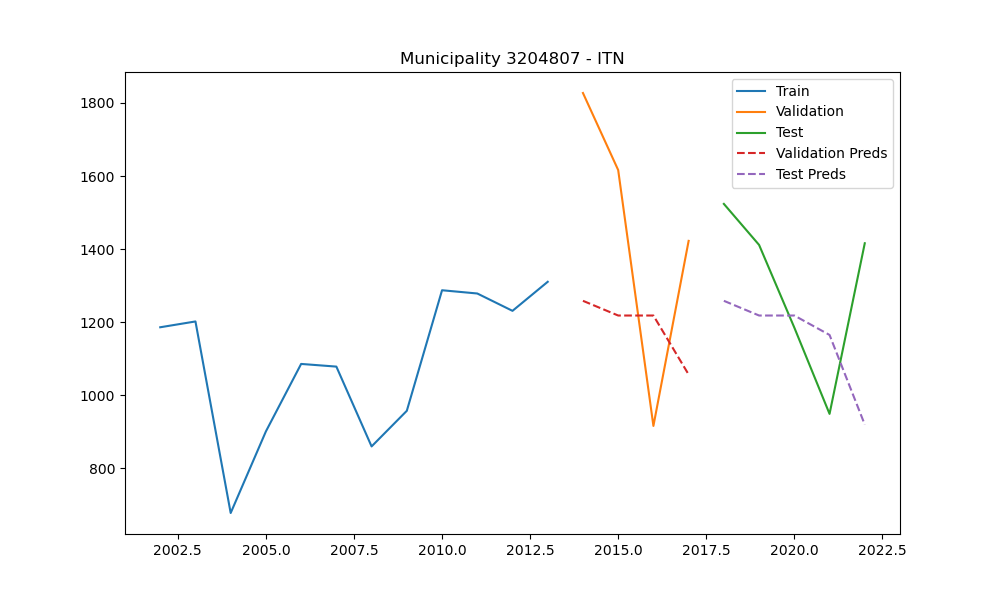 Municipality 3204807 - ITN
Train
Validation
Test
Validation Preds
Test Preds
1800
1600
1400
1200
1000
800
2002.5 2005.0 2007.5 2010.0 2012.5 2015.0 2017.5 2020.0 2022.5